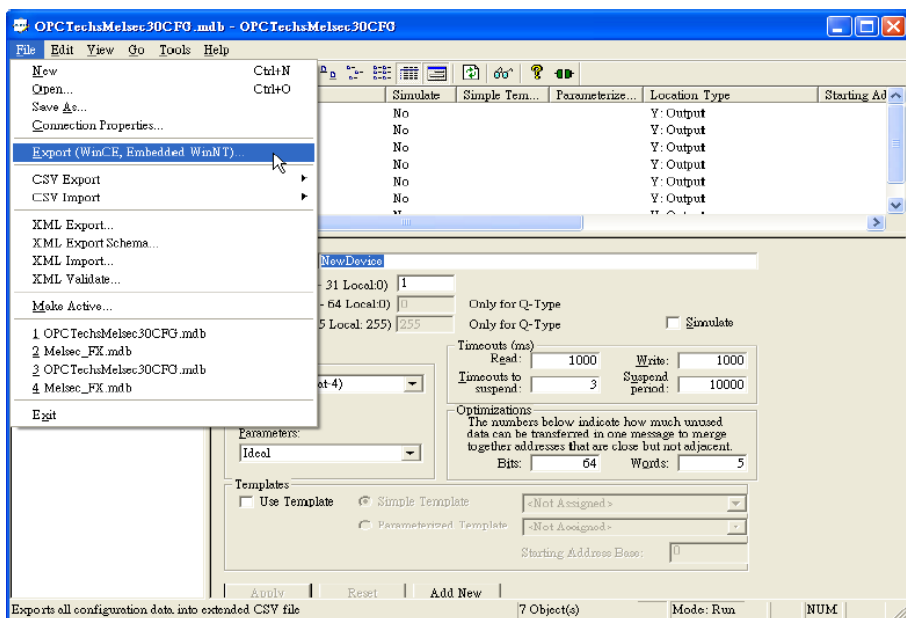 OPCTechsMelsec30CFG.mdb - OPCTechsMelsec30CFG
File Edit View Go Tools Help
New Ctrl+N
Open... Ctrl+O
Save As...
Connection Properties...
Export (WinCE, Embedded WinNT)...
CSV Export
CSV Import
XML Export...
XML Export Schema...
XML Import...
XML Validate...
Make Active...
1 OPCTechsMelsec30CFG.mdb
2 Melsec_FX.mdb
3 OPCTechsMelsec30CFG.mdb
4 Melsec_FX.mdb
Exit
Simulate Simple Tem... Parameterize... Location Type Starting Ad
No Y: Output
No Y: Output
No Y: Output
No Y: Output
No Y: Output
No Y: Output
NewDevice
- 31 Local:0) 1
- 64 Local:0) 0 Only for Q-Type
5 Local: 255) 255 Only for Q-Type Simulate
Timeouts (ms)
Read: 1000 Write: 1000
Timeouts to suspend: 3 Suspend period: 10000
at-4)
Optimizations
The numbers below indicate how much unused
data can be transferred in one message to merge
together addresses that are close but not adjacent.
Bits: 64 Words: 5
Parameters:
Ideal
Templates
Use Template Simple Template <Not Assigned>
Parameterized Template <Not Assigned>
Starting Address Base: 0
Apply Reset Add New
Exports all configuration data into extended CSV file 7 Object(s) Mode: Run NUM